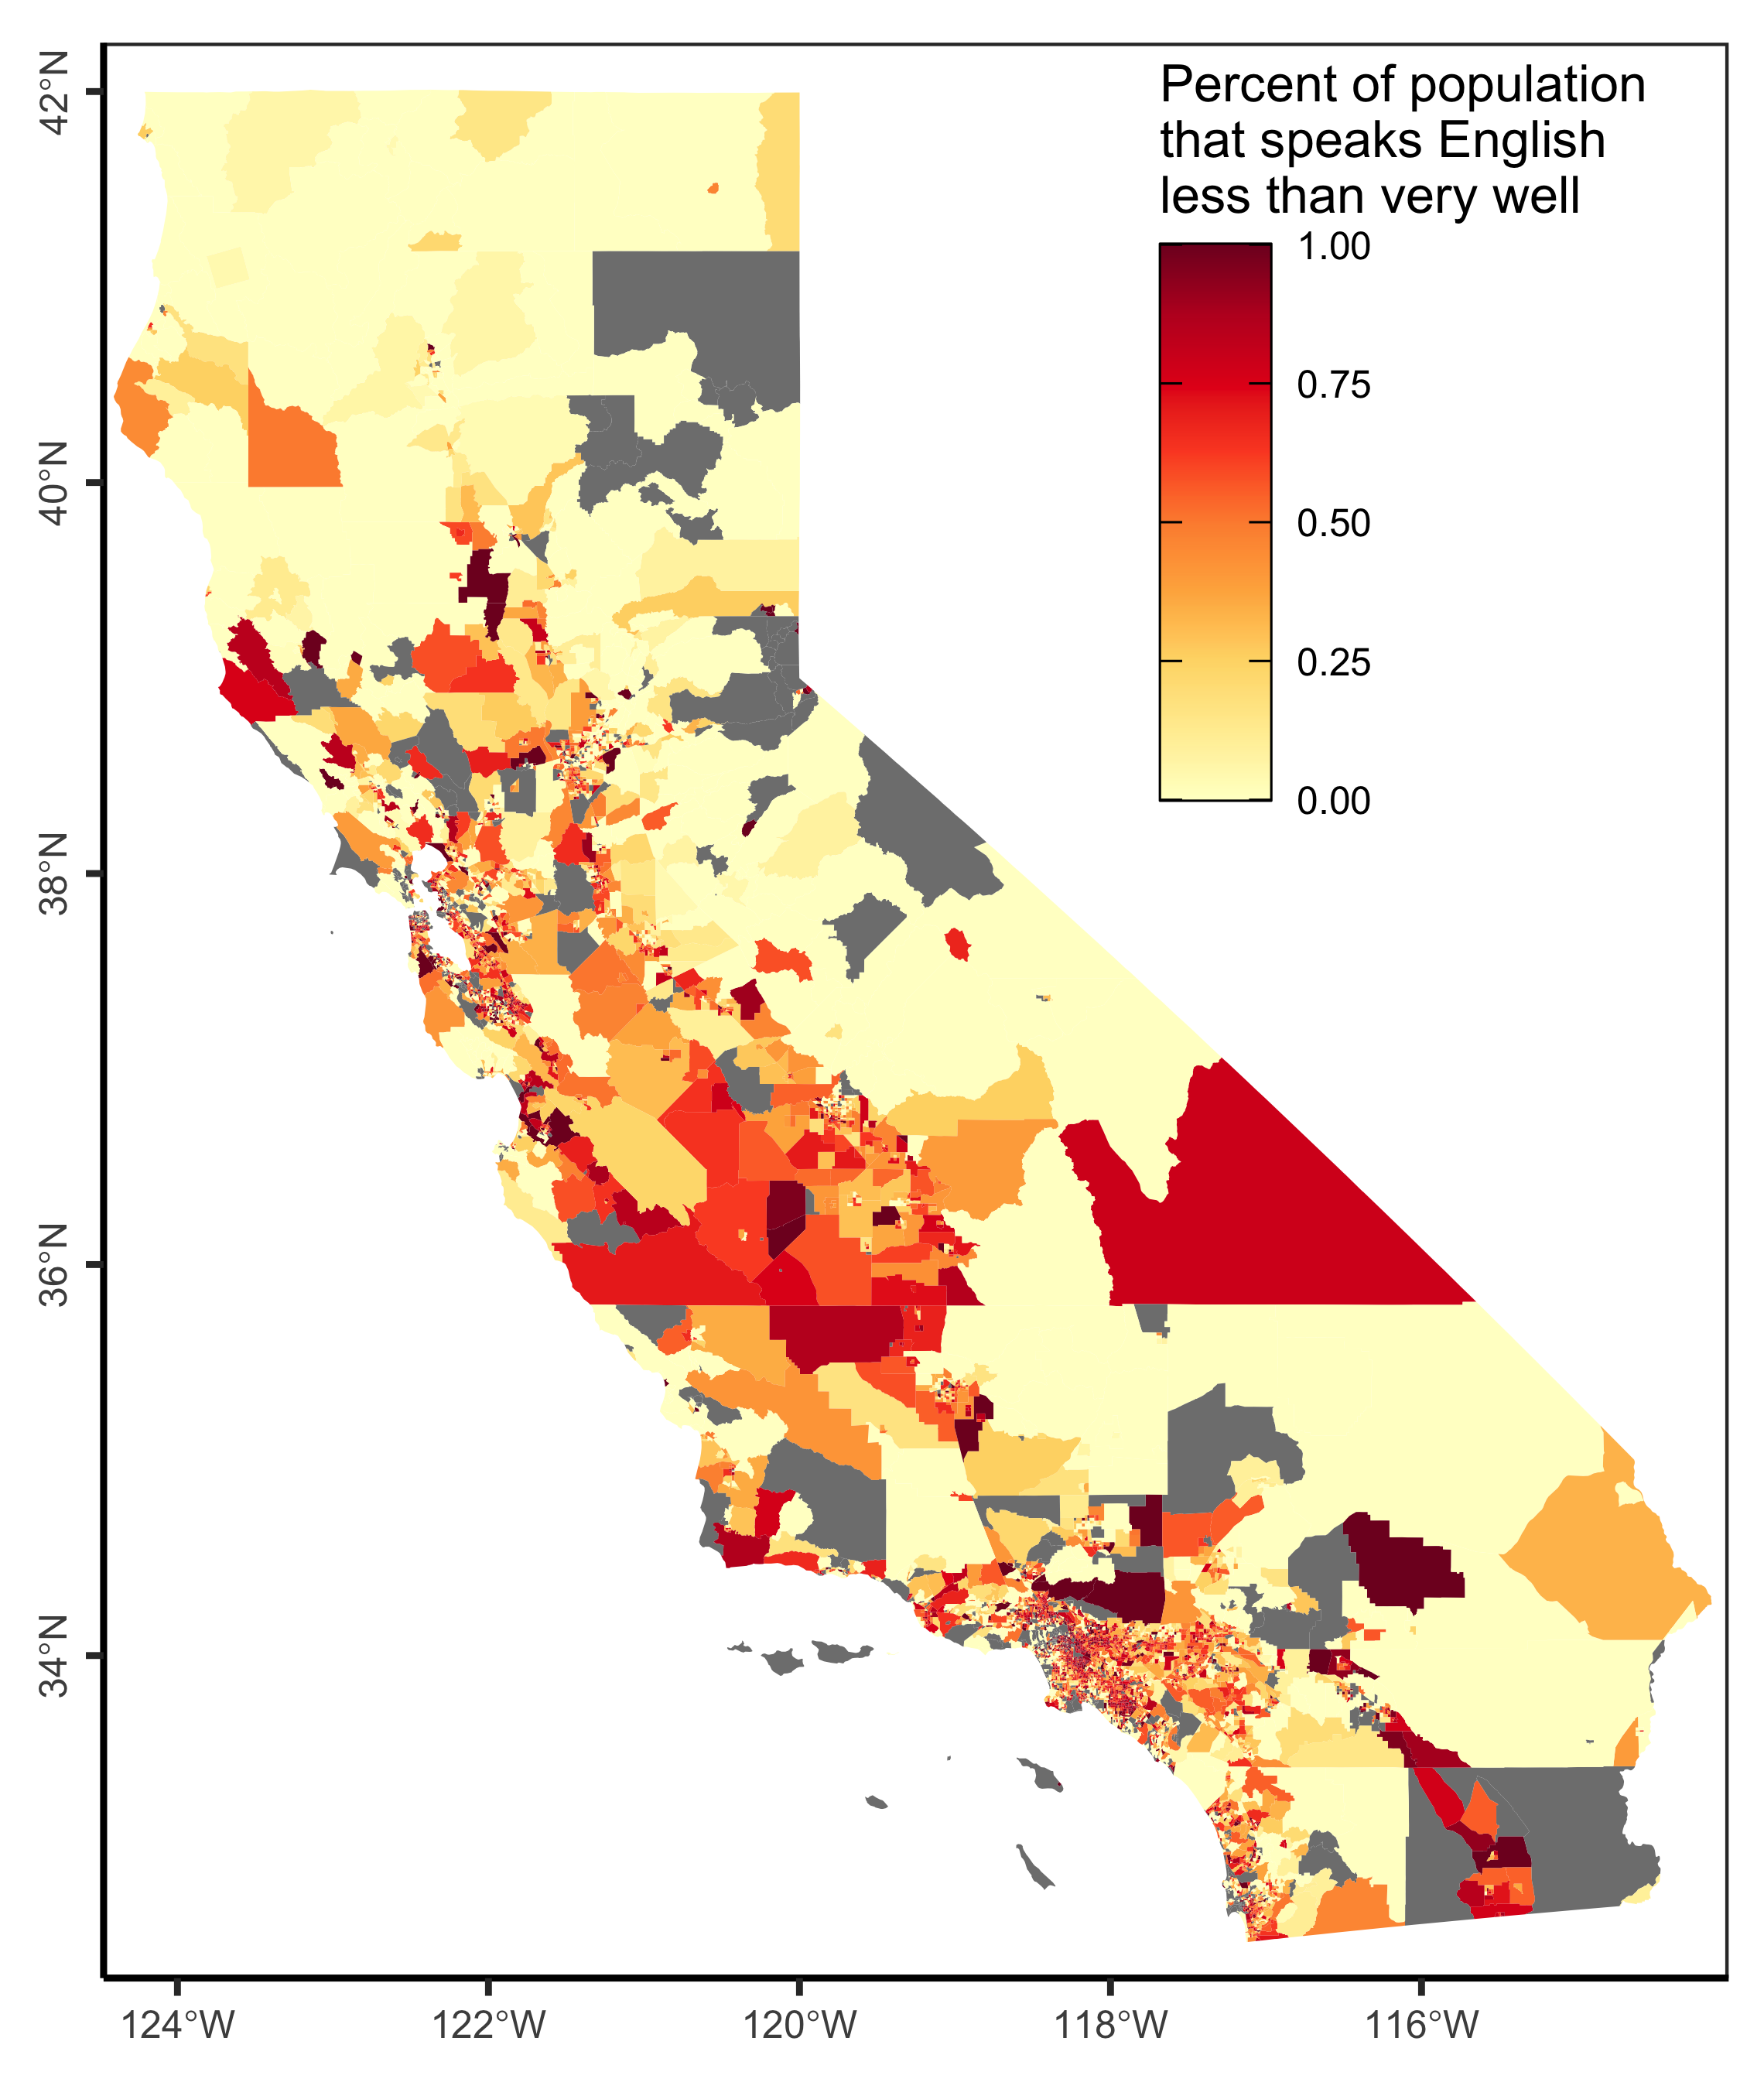 Percent of population
that speaks English
less than very well
1.00
0.75
0.50
0.25
0.00
42°N
40°N
38°N
36°N
34°N
124°W
122°W
120°W
118°W
116°W